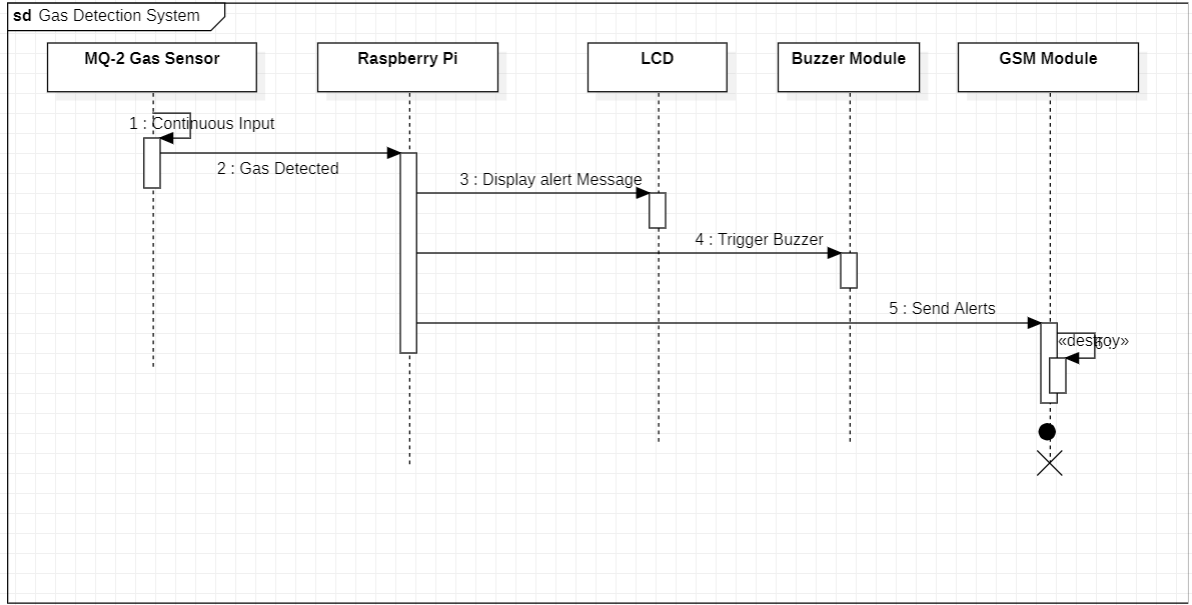 sd Gas Detection System
MQ-2 Gas Sensor
Raspberry Pi
LCD
Buzzer Module
GSM Module
1 : Continuous Input
2 : Gas Detected
3 : Display alert Message
4 : Trigger Buzzer
5 : Send Alerts
«destroy»
6 :